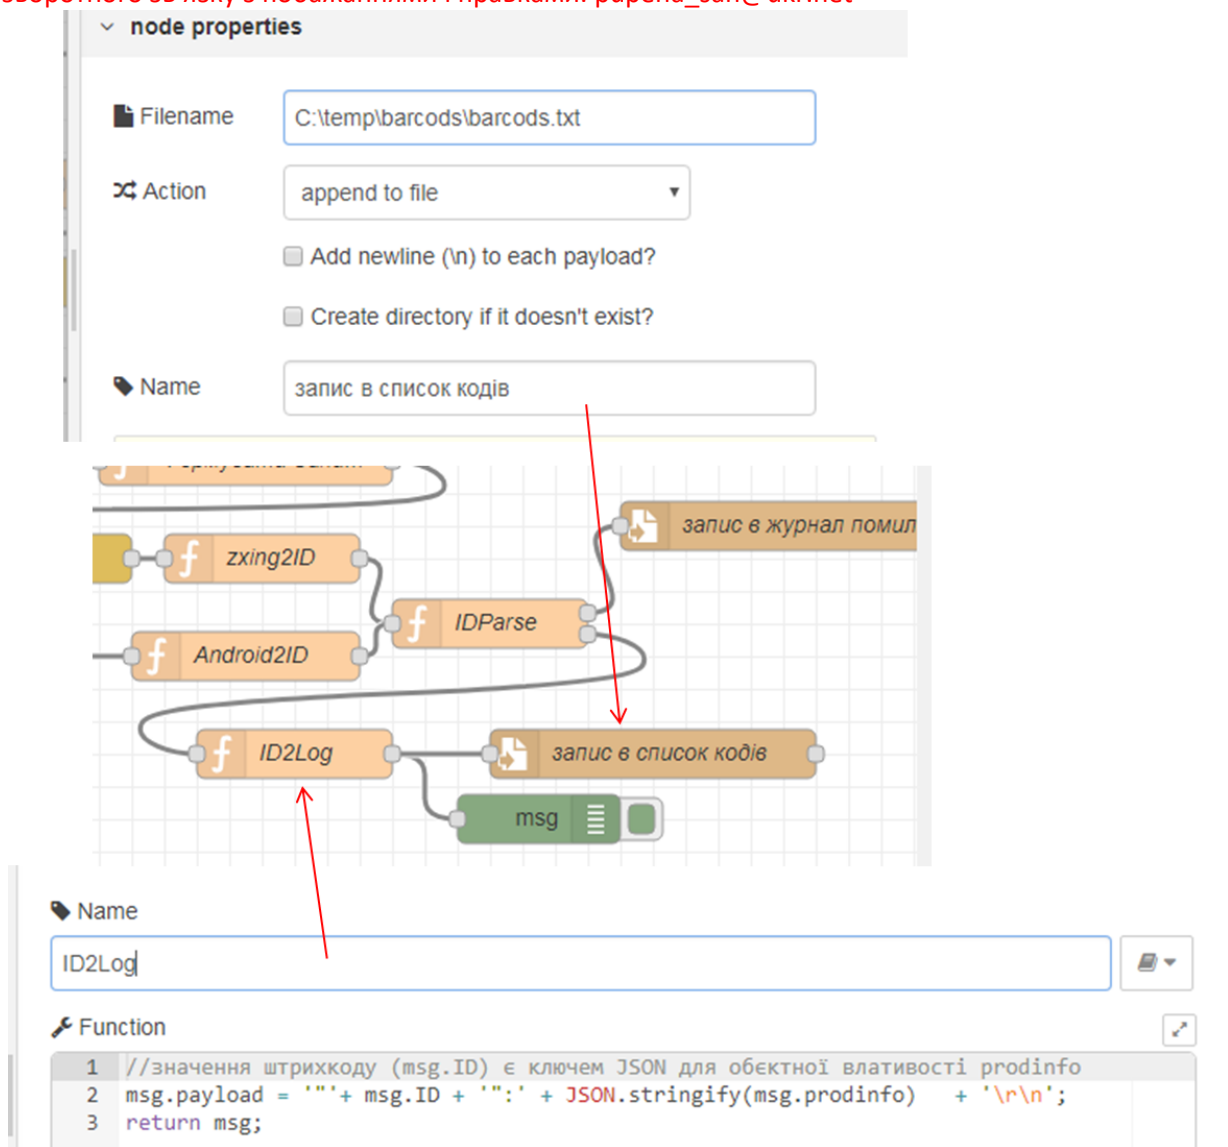 node properties
Filename
C:\temp\barcods\barcods.txt
Action
append to file
Add newline (\n) to each payload?
Create directory if it doesn't exist?
Name
запис в список кодів
запис в журнал помил
zxing2ID
IDParse
Android2ID
ID2Log
запис в список кодів
msg
Name
ID2Log
Function
1 //значення штрихкоду (msg.ID) є ключем JSON для обєктної влативості prodinfo
2 msg.payload = '"'+ msg.ID + '":' + JSON.stringify(msg.prodinfo) + '\r\n';
3 return msg;